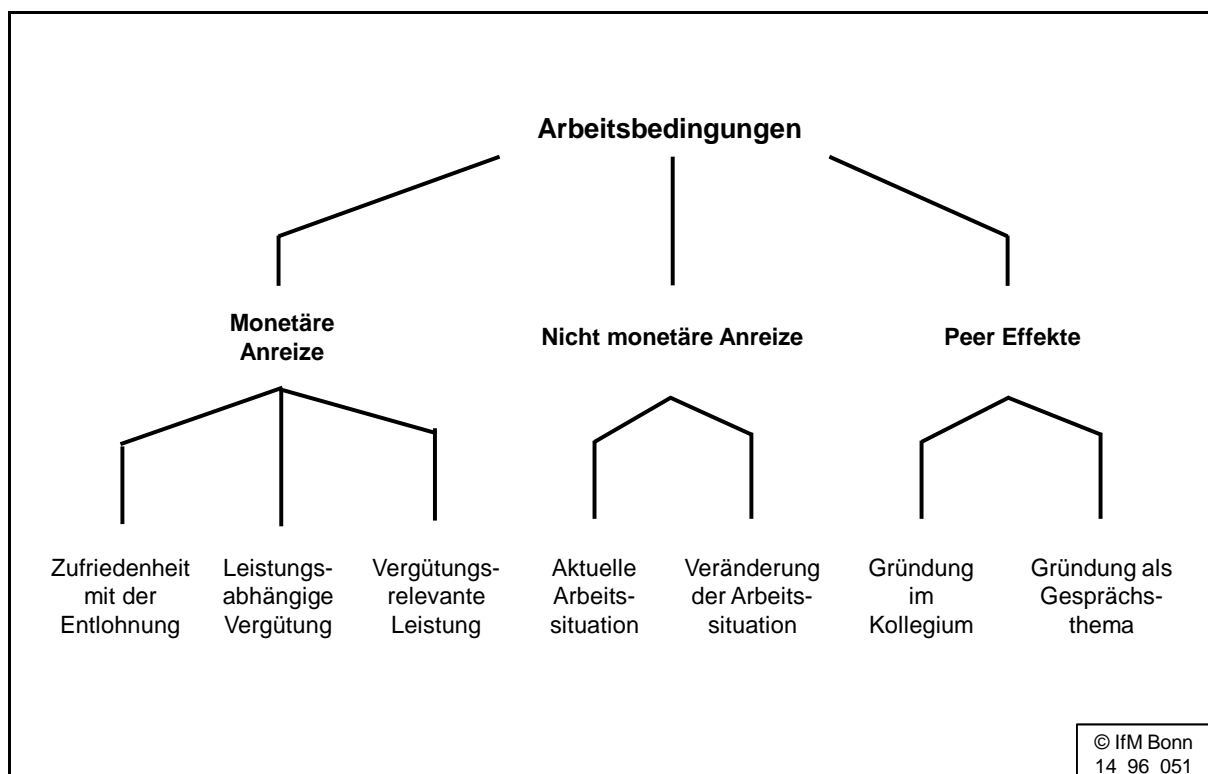 Arbeitsbedingungen
Monetäre
Anreize
Nicht monetäre Anreize
Peer Effekte
Zufriedenheit
mit der
Entlohnung
Leistungs-
abhängige
Vergütung
Vergütungs-
relevante
Leistung
Aktuelle
Arbeits-
situation
Veränderung
der Arbeits-
situation
Gründung
im
Kollegium
Gründung als
Gesprächs-
thema
© IfM Bonn
14 96 051